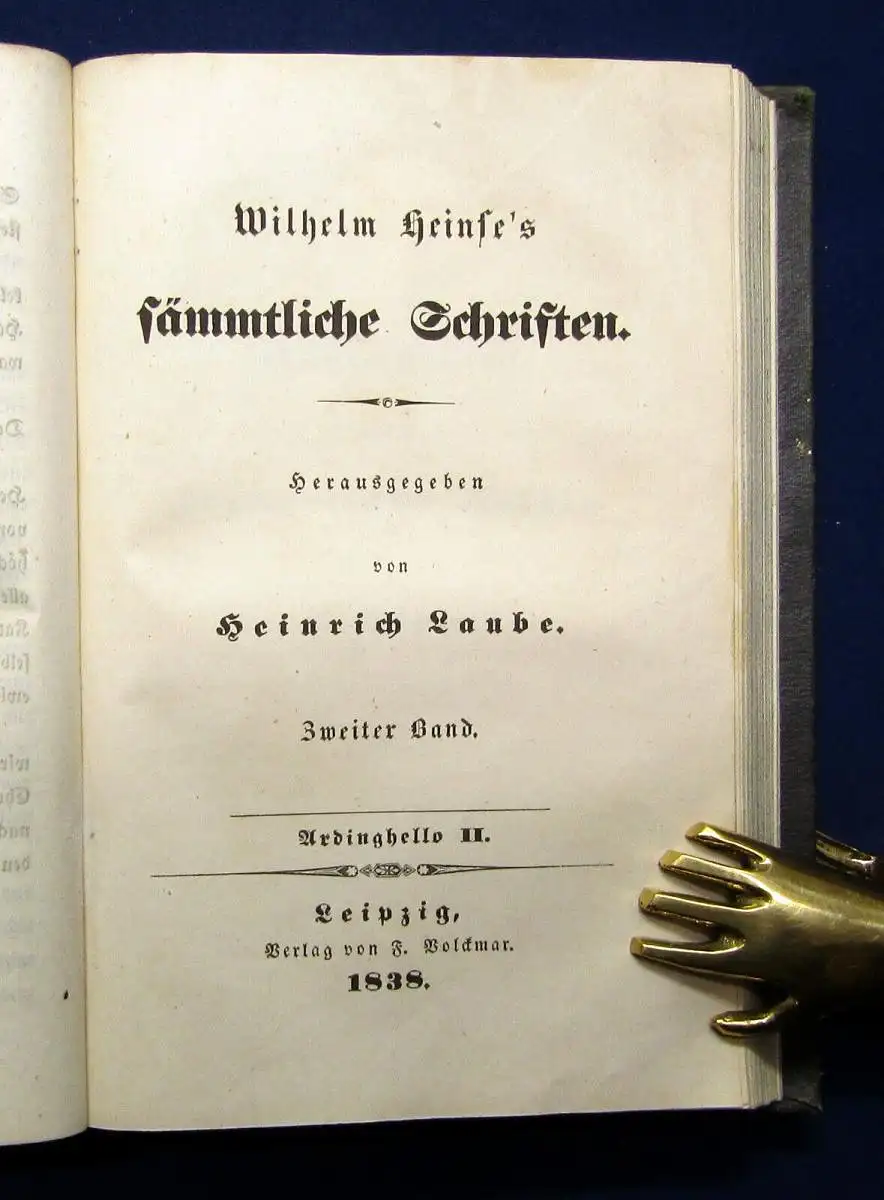 Wilhelm Heinse's
sämmtliche Schriften.
Herausgegeben
von
Heinrich Laube.
Zweiter Band.
Ardinghello II.
Leipzig,
Verlag von F. Volckmar.
1838.